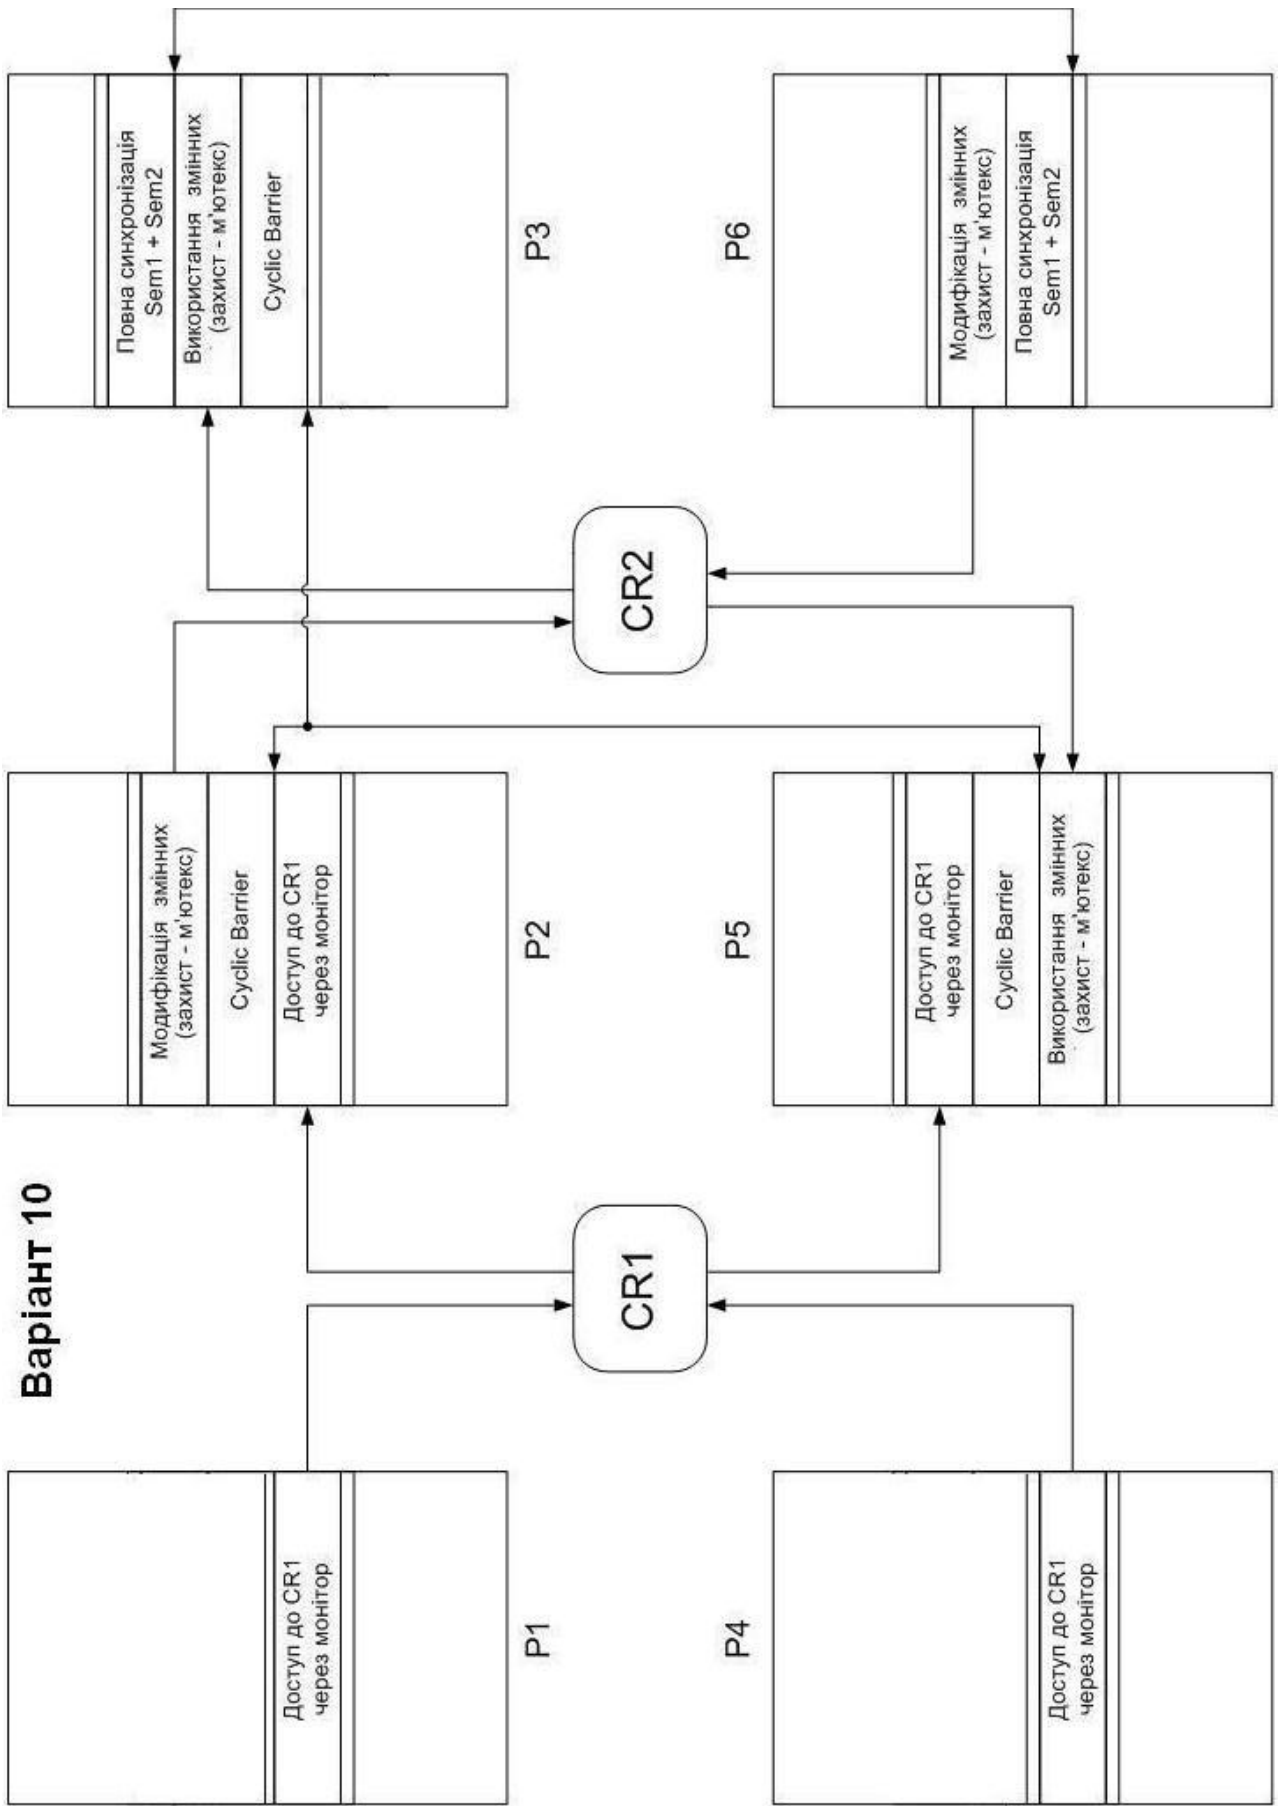 Варіант 10
Доступ до CR1
через монітор
P1
Модифікація змінних
(захист - м'ютекс)
Cyclic Barrier
Доступ до CR1
через монітор
P2
Повна синхронізація
Sem1 + Sem2
Використання змінних
(захист - м'ютекс)
Cyclic Barrier
P3
CR1
CR2
P4
Доступ до CR1
через монітор
P5
Доступ до CR1
через монітор
Cyclic Barrier
Використання змінних
(захист - м'ютекс)
P6
Модифікація змінних
(захист - м'ютекс)
Повна синхронізація
Sem1 + Sem2